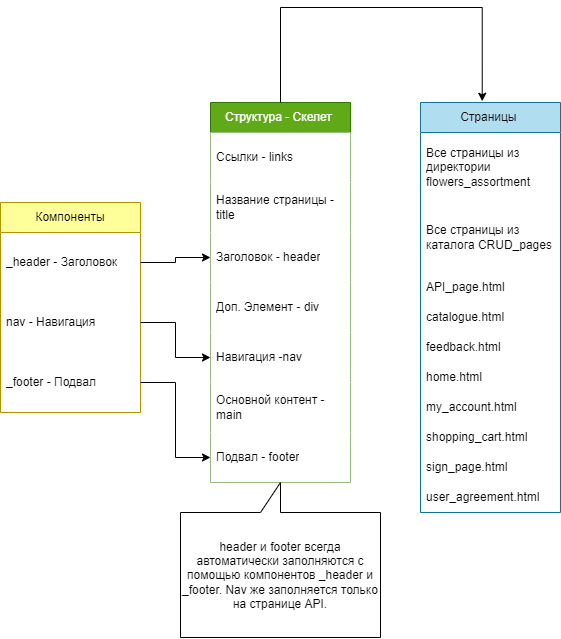 Компоненты
_header - Заголовок
nav - Навигация
_footer - Подвал
Структура - Скелет
Ссылки - links
Название страницы -
title
Заголовок - header
Доп. Элемент - div
Навигация -nav
Основной контент -
main
Подвал - footer
header и footer всегда
автоматически заполняются с
помощью компонентов _header и
_footer. Nav же заполняется только
на странице API.
Страницы
Все страницы из
директории
flowers_assortment
Все страницы из
каталога CRUD_pages
API_page.html
catalogue.html
feedback.html
home.html
my_account.html
shopping_cart.html
sign_page.html
user_agreement.html